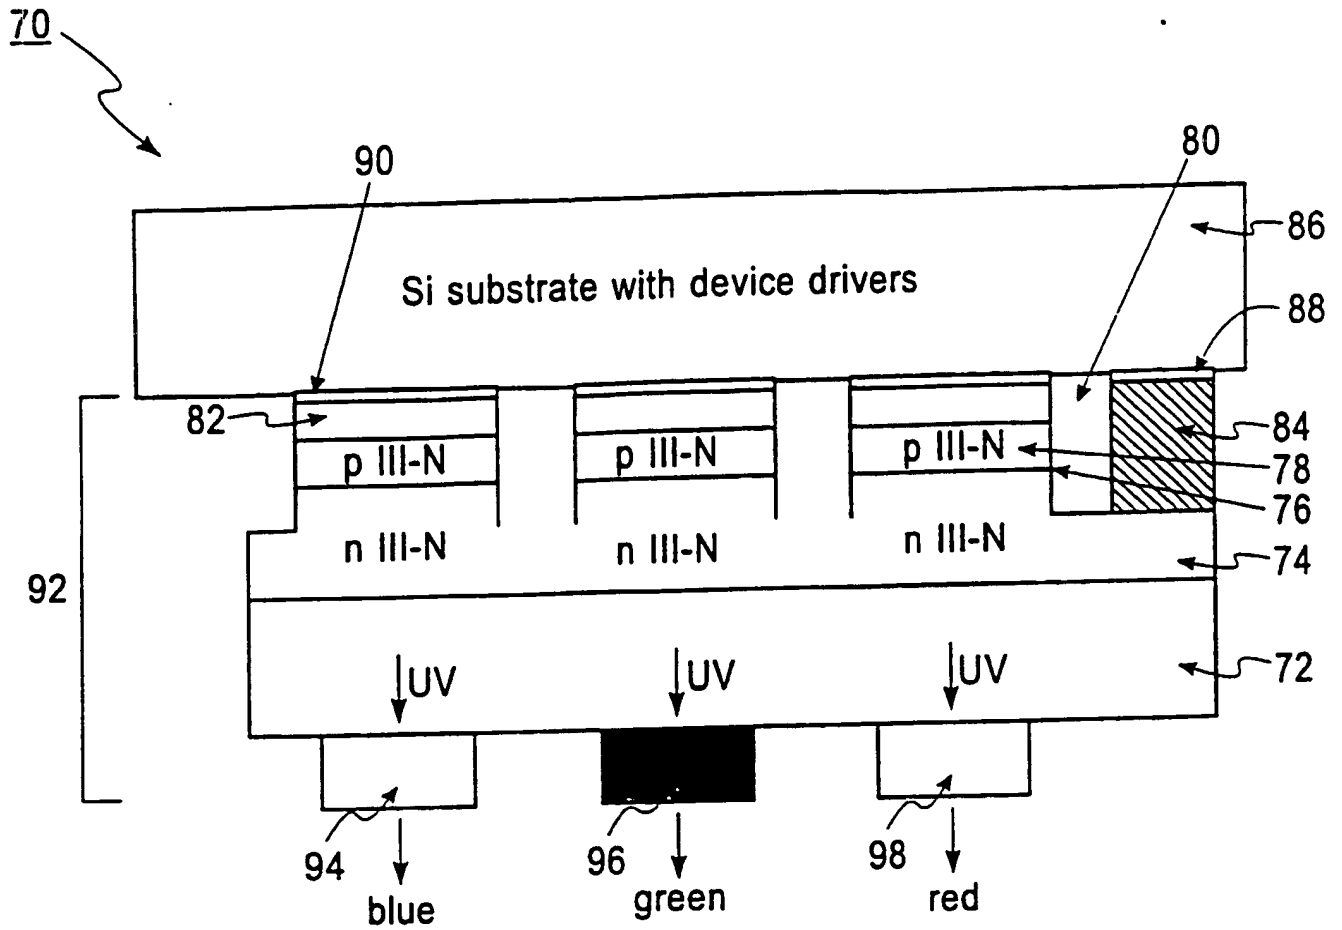 70
90
80
86
Si substrate with device drivers
88
82
84
p III-N
p III-N
p III-N
78
76
n III-N
n III-N
n III-N
74
92
UV
UV
UV
72
94
96
98
blue
green
red